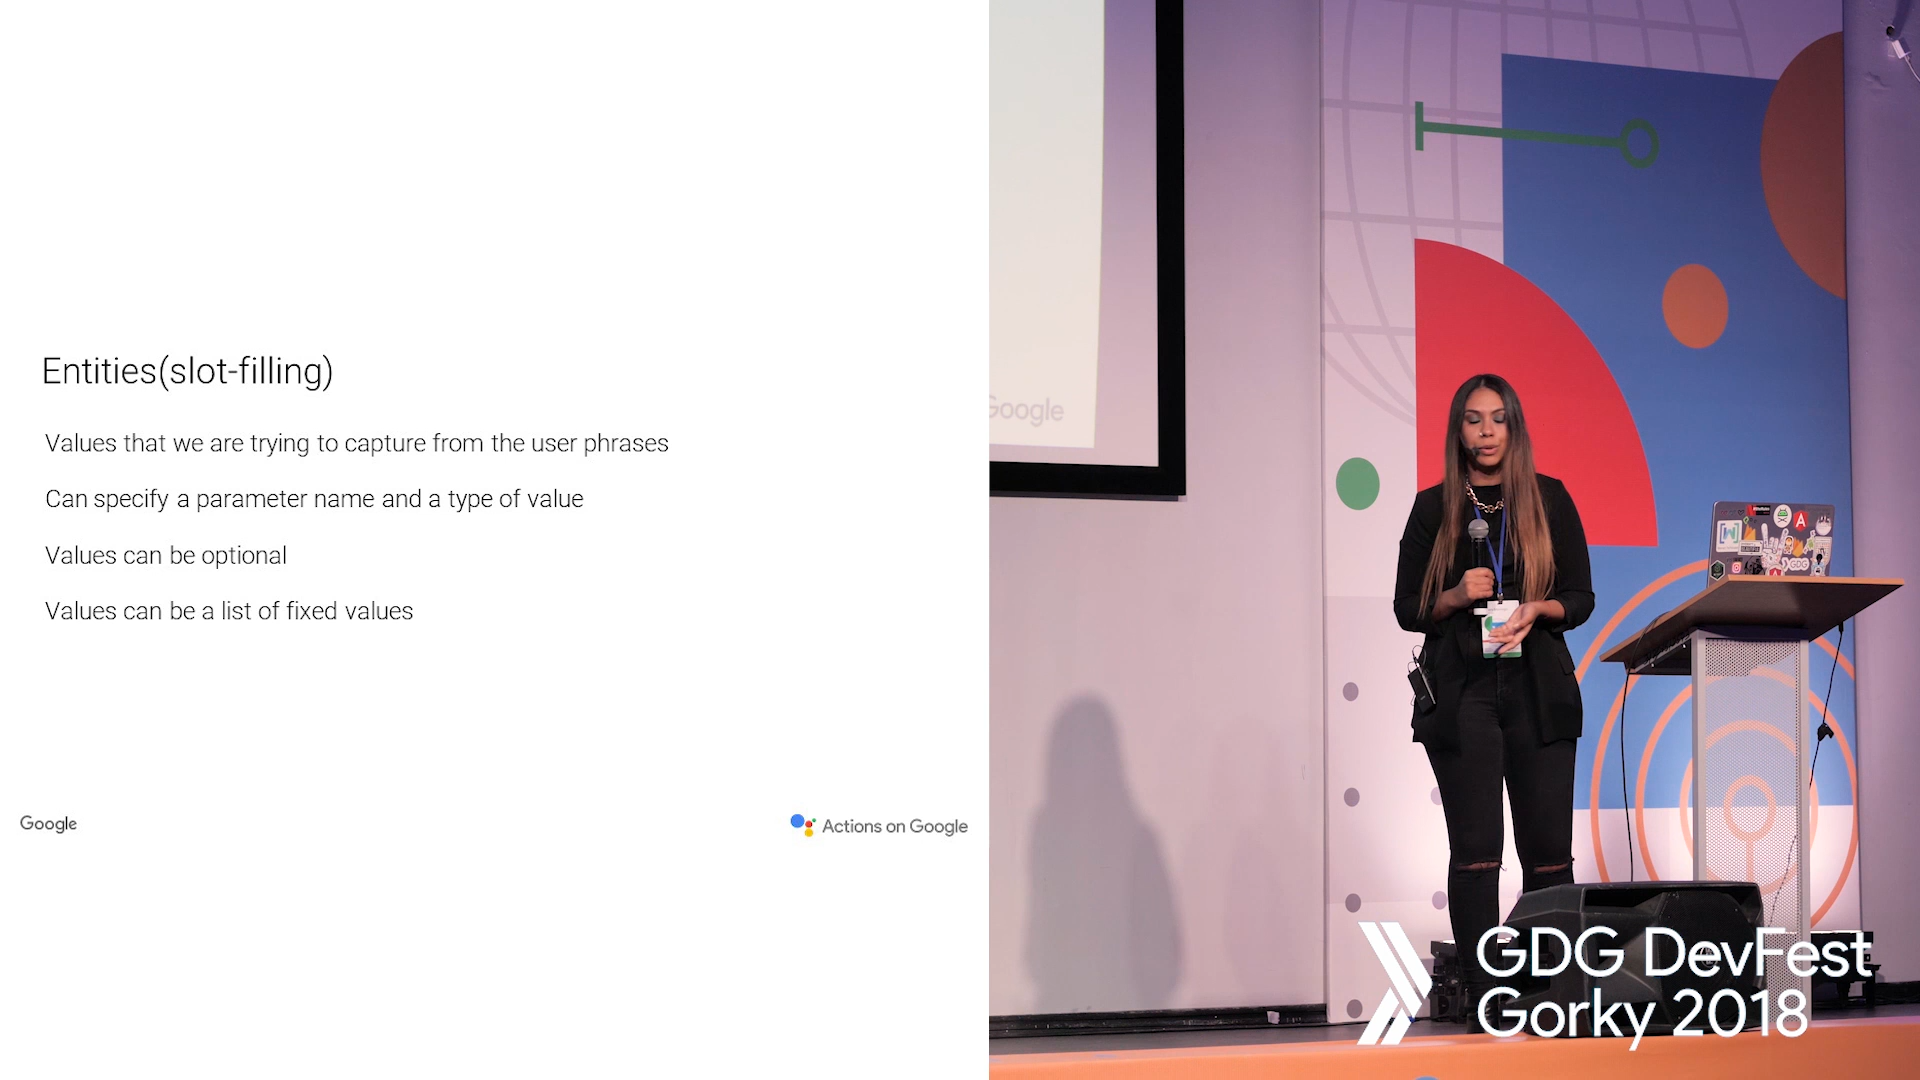 Entities(slot-filling)
Values that we are trying to capture from the user phrases
Can specify a parameter name and a type of value
Values can be optional
Values can be a list of fixed values
Google
Actions on Google
Google
GDG
GDG DevFest
Gorky 2018